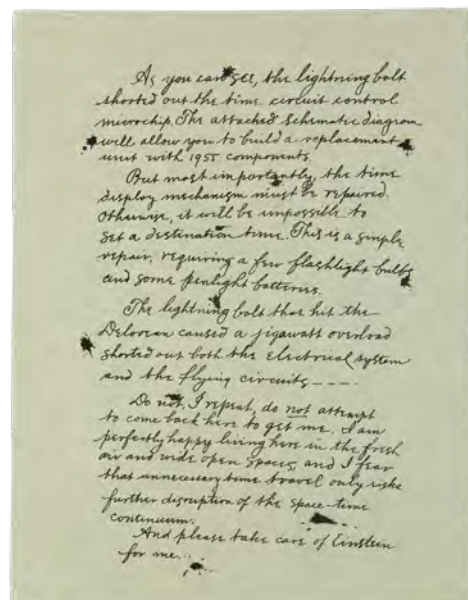 As you can see, the lightning bolt
shorted out the time circuit control
microchip. The attached schematic diagram
will allow you to build a replacement
unit with 1955 components.
But most importantly, the time
display mechanism must be repaired.
Otherwise, it will be impossible to
set a destination time. This is a simple
repair, requiring a few flashlight bulbs
and some penlight batteries.
The lightning bolt that hit the
Delorean caused a jigawatt overload
shorted out both the electrical system
and the flying circuits----
Do not, I repeat, do not attempt
to come back here to get me. I am
perfectly happy living here in the fresh
air and wide open spaces, and I fear
that unnecessary time travel only risks
further disruption of the space-time
continuum.
And please take care of Einstein
for me...